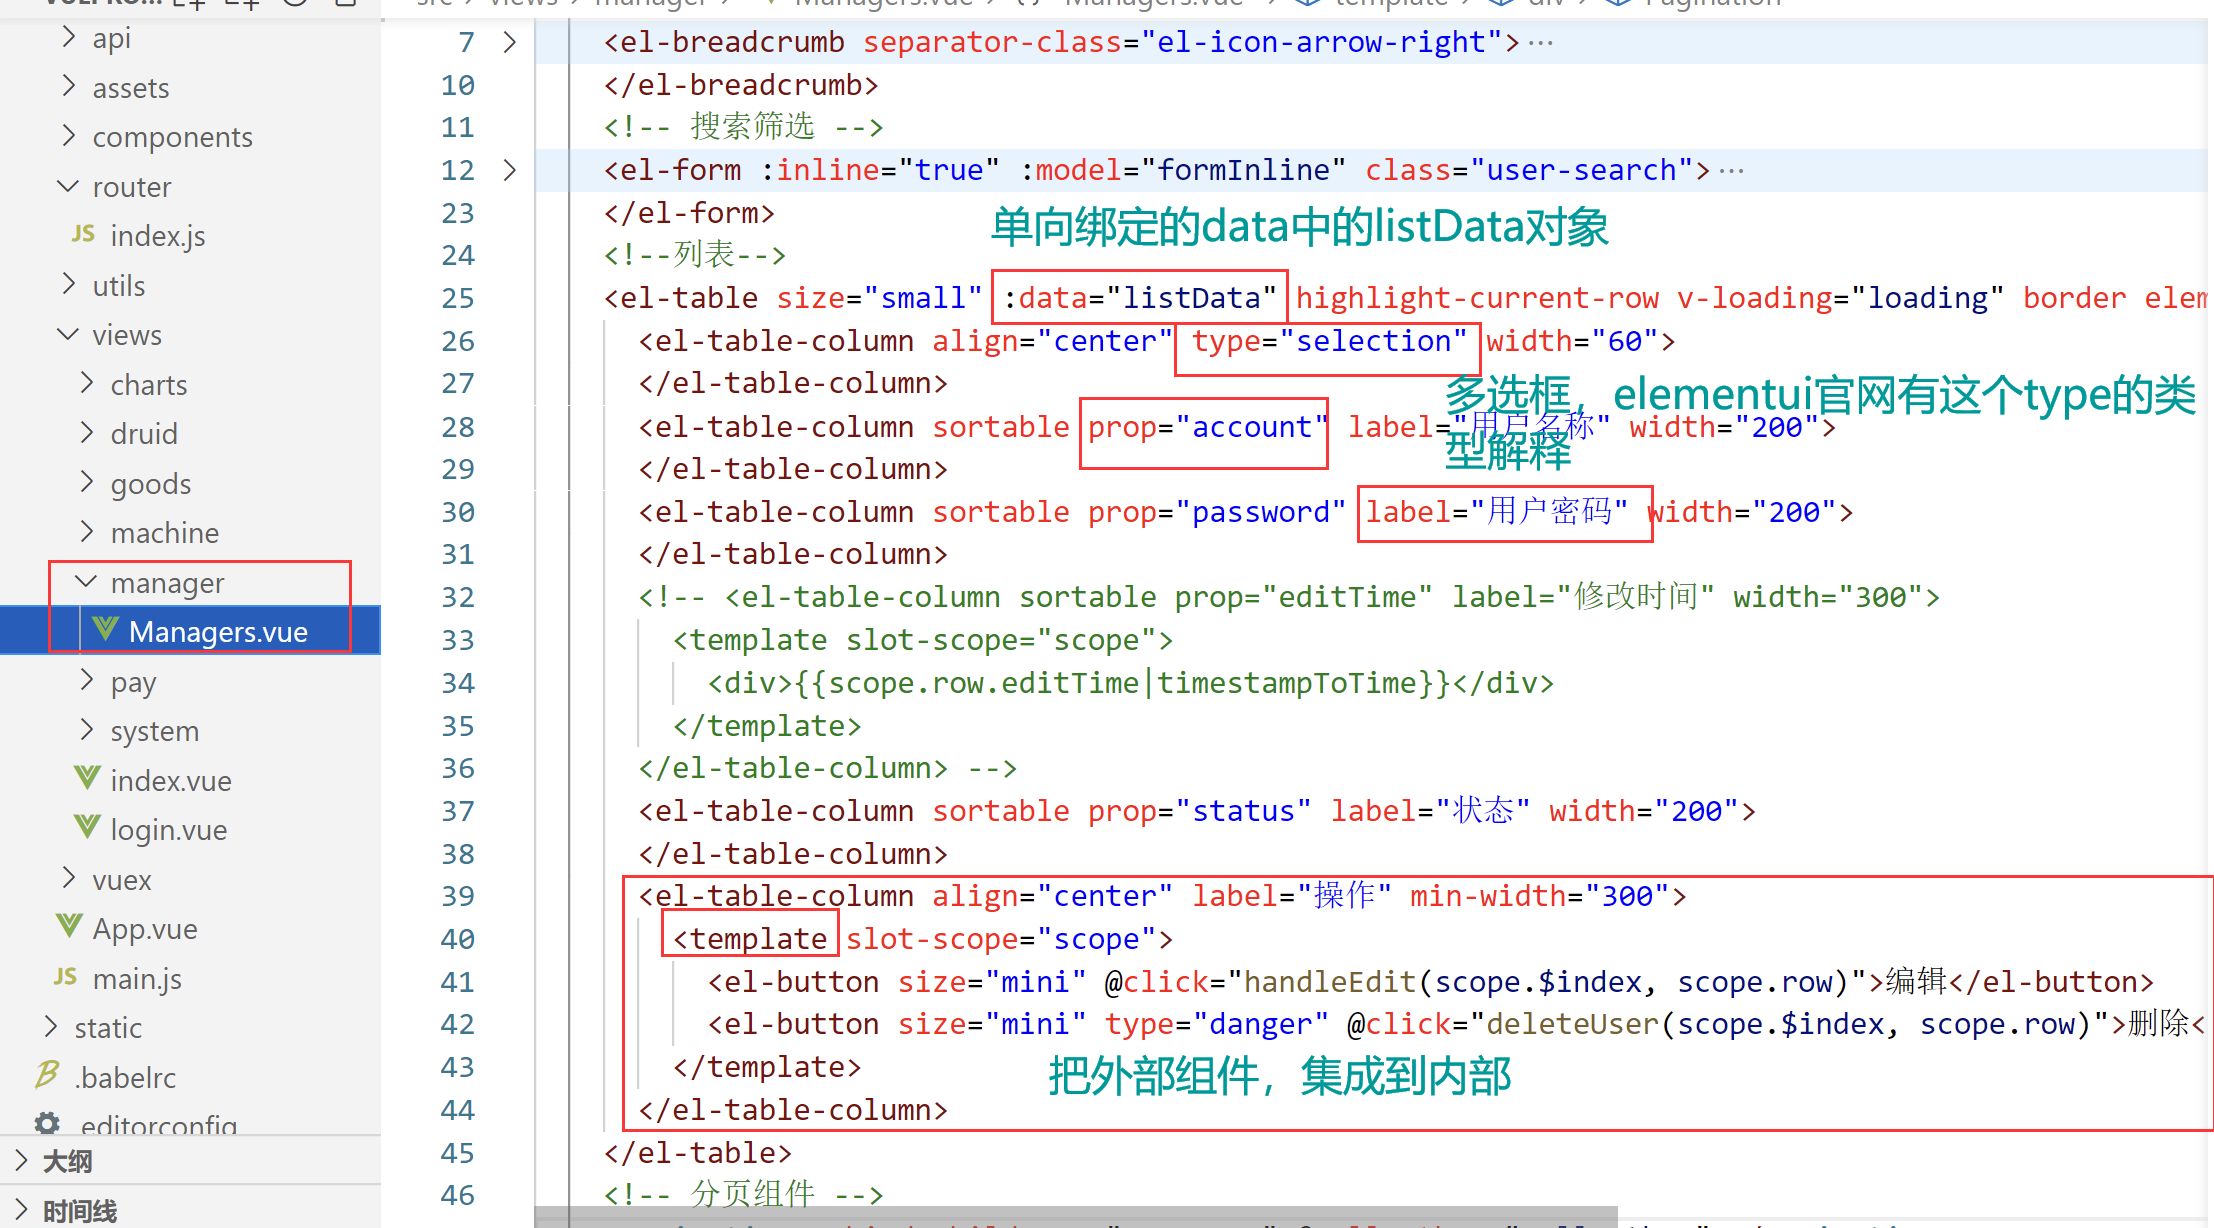 api
assets
components
router
JS index.js
utils
views
charts
druid
goods
machine
manager
Managers.vue
pay
system
index.vue
login.vue
vuex
App.vue
JS main.js
static
.babelrc
.editorconfig
大纲
时间线
src views manager Managers.vue {} Managers.vue template div Pagination
7 <el-breadcrumb separator-class="el-icon-arrow-right">···
10 </el-breadcrumb>
11 <!-- 搜索筛选 -->
12 <el-form :inline="true" :model="formInline" class="user-search">···
23 </el-form>
单向绑定的data中的listData对象
24 <!--列表-->
25 <el-table size="small" :data="listData" highlight-current-row v-loading="loading" border elem
26 <el-table-column align="center" type="selection" width="60">
27 </el-table-column>
多选框，elementui官网有这个type的类
型解释
28 <el-table-column sortable prop="account" label="用户名称" width="200">
29 </el-table-column>
30 <el-table-column sortable prop="password" label="用户密码" width="200">
31 </el-table-column>
32 <!-- <el-table-column sortable prop="editTime" label="修改时间" width="300">
33 <template slot-scope="scope">
34 <div>{{scope.row.editTime|timestampToTime}}</div>
35 </template>
36 </el-table-column> -->
37 <el-table-column sortable prop="status" label="状态" width="200">
38 </el-table-column>
39 <el-table-column align="center" label="操作" min-width="300">
40 <template slot-scope="scope">
41 <el-button size="mini" @click="handleEdit(scope.$index, scope.row)">编辑</el-button>
42 <el-button size="mini" type="danger" @click="deleteUser(scope.$index, scope.row)">删除<
43 </template>
把外部组件，集成到内部
44 </el-table-column>
45 </el-table>
46 <!-- 分页组件 -->